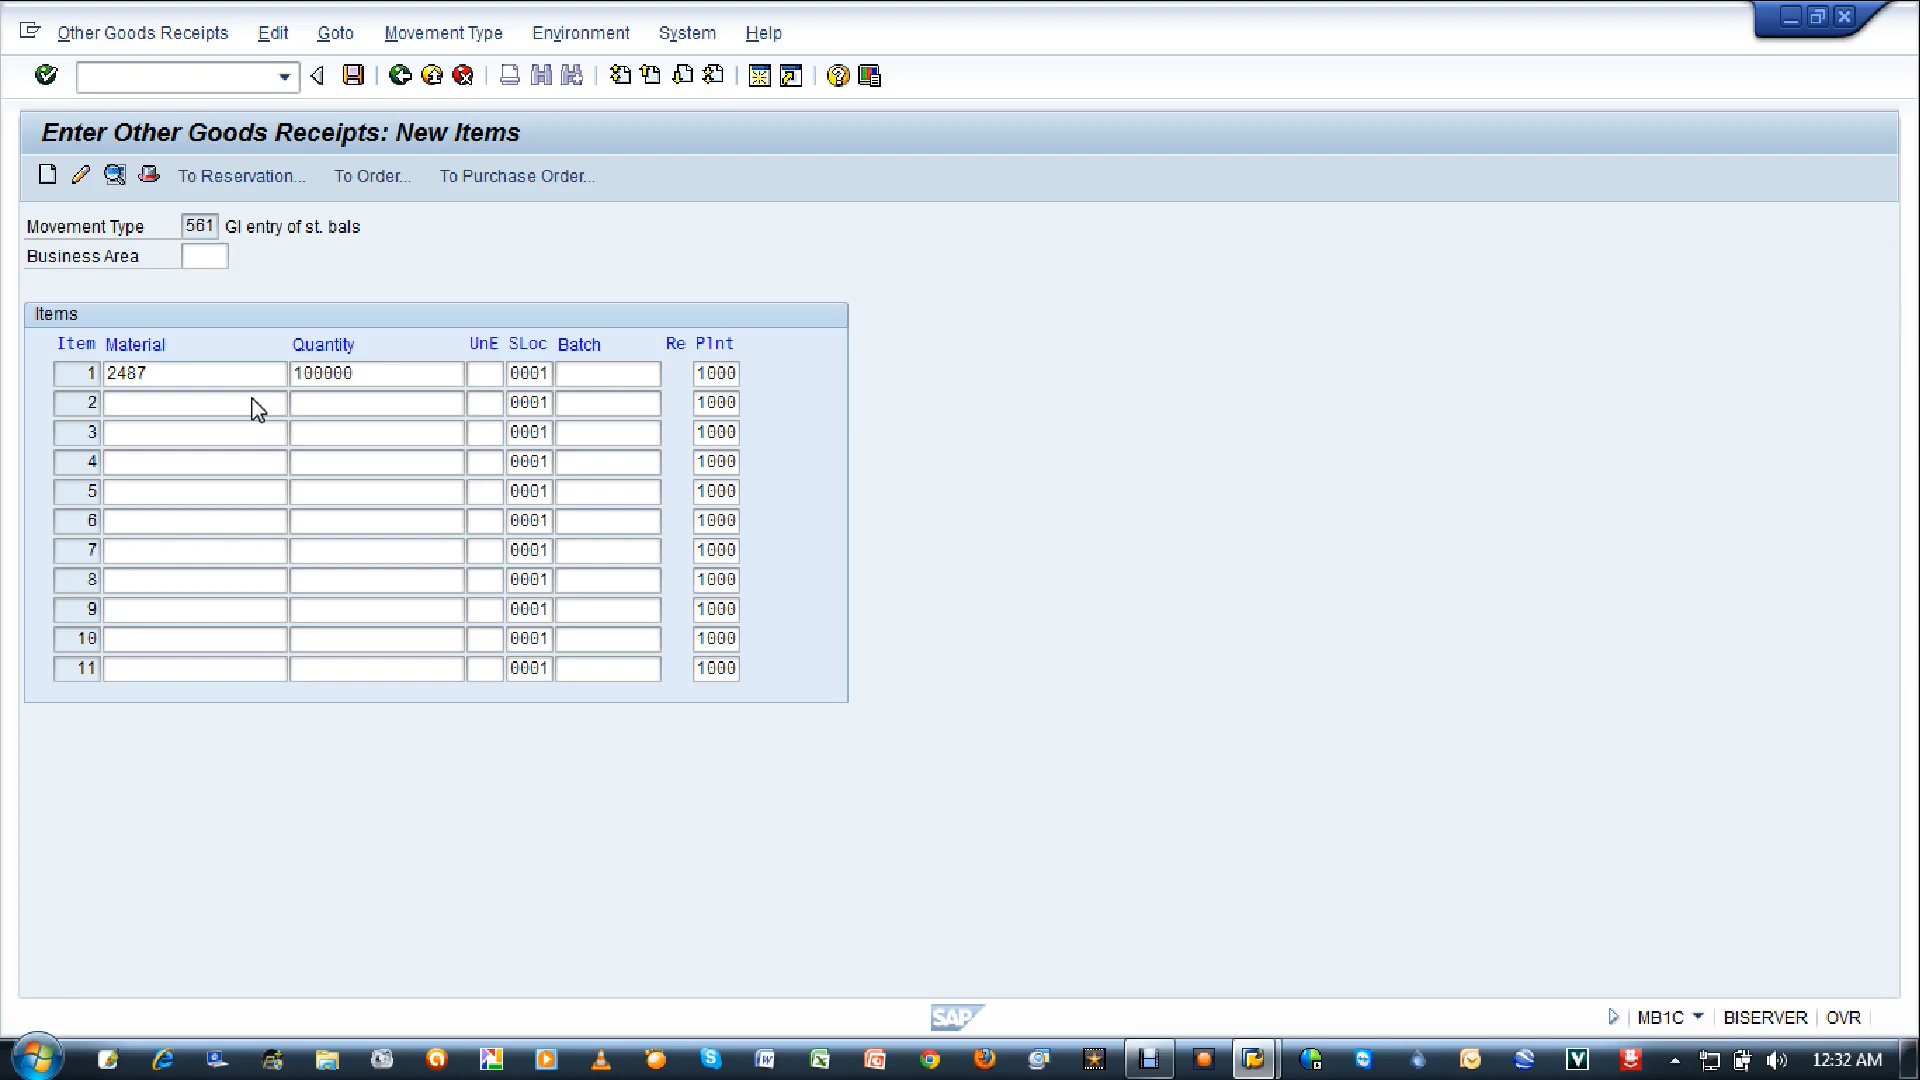 Other Goods Receipts Edit Goto Movement Type Environment System Help
Enter Other Goods Receipts: New Items
To Reservation... To Order... To Purchase Order...
Movement Type 561 GI entry of st. bals
Business Area
Items
Item Material Quantity UnE SLoc Batch Re Plnt
1 2487 100000 0001 1000
2 0001 1000
3 0001 1000
4 0001 1000
5 0001 1000
6 0001 1000
7 0001 1000
8 0001 1000
9 0001 1000
10 0001 1000
11 0001 1000
SAP MB1C BISERVER OVR
12:32 AM